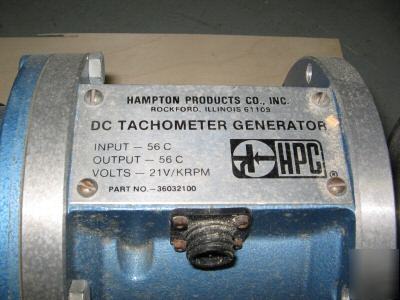 HAMPTON PRODUCTS CO., INC.
ROCKFORD, ILLINOIS 61109
DC TACHOMETER GENERATOR
INPUT — 56 C
OUTPUT — 56 C
VOLTS — 21V/KRPM
HPC
®
PART NO.—36032100